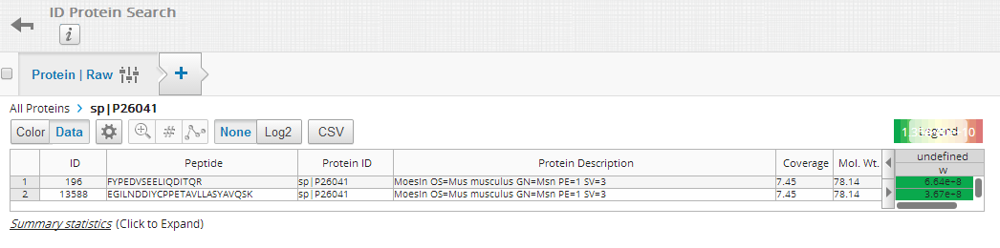 ID Protein Search
i
Protein | Raw +
All Proteins > sp|P26041
Color Data # None Log2 CSV Legend
ID Peptide Protein ID Protein Description Coverage Mol. Wt. undefined
w
1 196 FYPEDVSEELIQDITQR sp|P26041 Moesin OS=Mus musculus GN=Msn PE=1 SV=3 7.45 78.14 6.64e+8
2 13588 EGILNDDIYCPPETAVLLASYAVQSK sp|P26041 Moesin OS=Mus musculus GN=Msn PE=1 SV=3 7.45 78.14 3.67e+8
Summary statistics (Click to Expand)